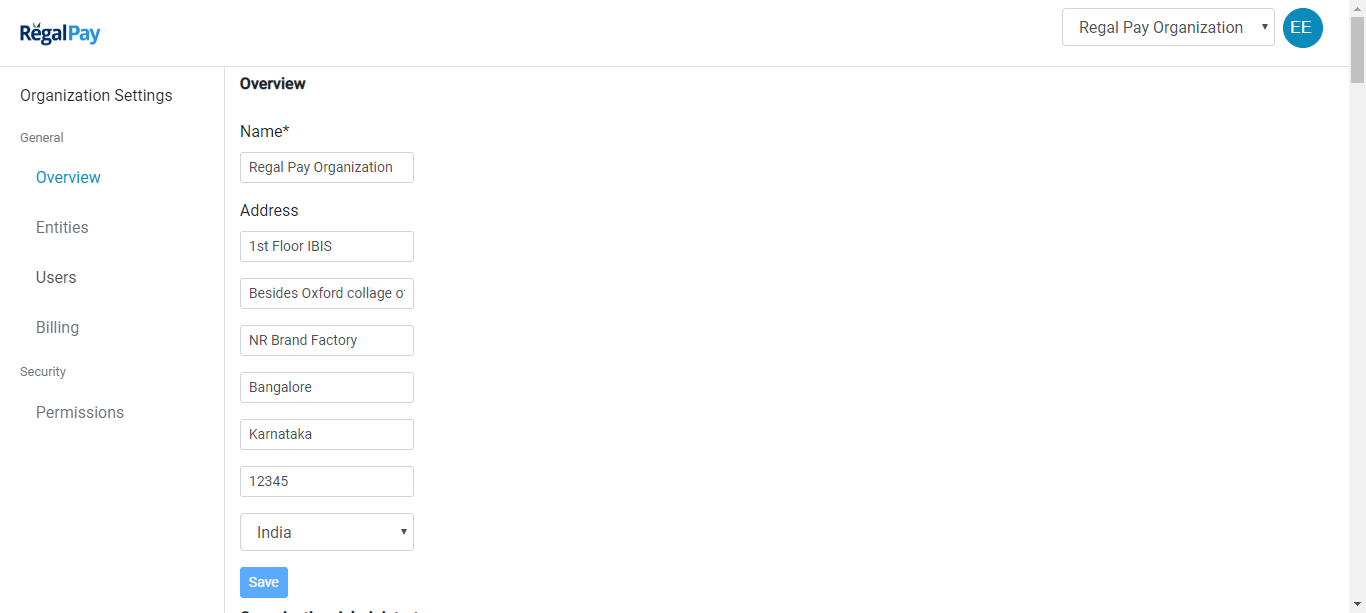 RegalPay
Regal Pay Organization
EE
Organization Settings
General
Overview
Entities
Users
Billing
Security
Permissions
Overview
Name*
Regal Pay Organization
Address
1st Floor IBIS
Besides Oxford collage o
NR Brand Factory
Bangalore
Karnataka
12345
India
Save